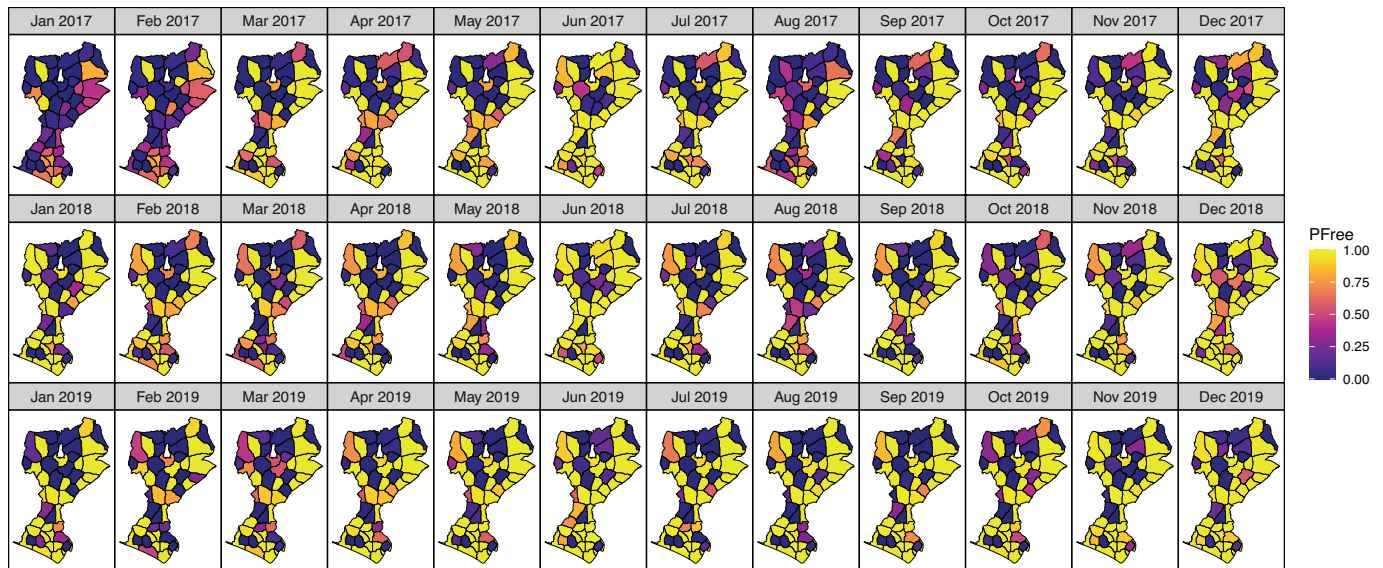 Jan 2017 Feb 2017 Mar 2017 Apr 2017 May 2017 Jun 2017 Jul 2017 Aug 2017 Sep 2017 Oct 2017 Nov 2017 Dec 2017
Jan 2018 Feb 2018 Mar 2018 Apr 2018 May 2018 Jun 2018 Jul 2018 Aug 2018 Sep 2018 Oct 2018 Nov 2018 Dec 2018
PFree
1.00
0.75
0.50
0.25
0.00
Jan 2019 Feb 2019 Mar 2019 Apr 2019 May 2019 Jun 2019 Jul 2019 Aug 2019 Sep 2019 Oct 2019 Nov 2019 Dec 2019